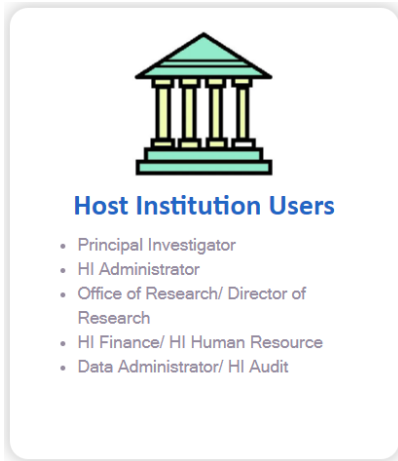 Host Institution Users
• Principal Investigator
• HI Administrator
• Office of Research/ Director of
Research
• HI Finance/ HI Human Resource
• Data Administrator/ HI Audit